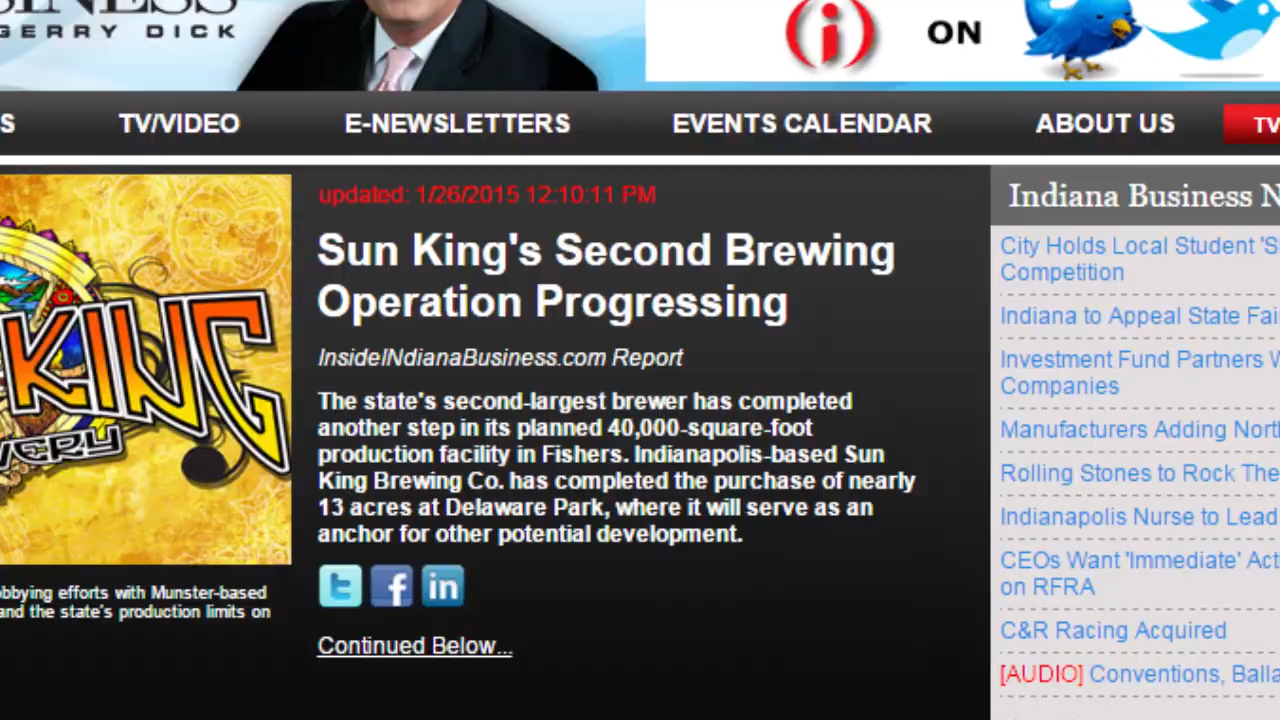 GERRY DICK
ON
TV/VIDEO
E-NEWSLETTERS
EVENTS CALENDAR
ABOUT US
TV
updated: 1/26/2015 12:10:11 PM
Sun King's Second Brewing
Operation Progressing
InsideINdianaBusiness.com Report
The state's second-largest brewer has completed
another step in its planned 40,000-square-foot
production facility in Fishers. Indianapolis-based Sun
King Brewing Co. has completed the purchase of nearly
13 acres at Delaware Park, where it will serve as an
anchor for other potential development.
Continued Below...
KING
obbying efforts with Munster-based
and the state's production limits on
Indiana Business N
City Holds Local Student 'S
Competition
Indiana to Appeal State Fai
Investment Fund Partners W
Companies
Manufacturers Adding Nort
Rolling Stones to Rock The
Indianapolis Nurse to Lead
CEOs Want 'Immediate' Act
on RFRA
C&R Racing Acquired
[AUDIO] Conventions, Balla